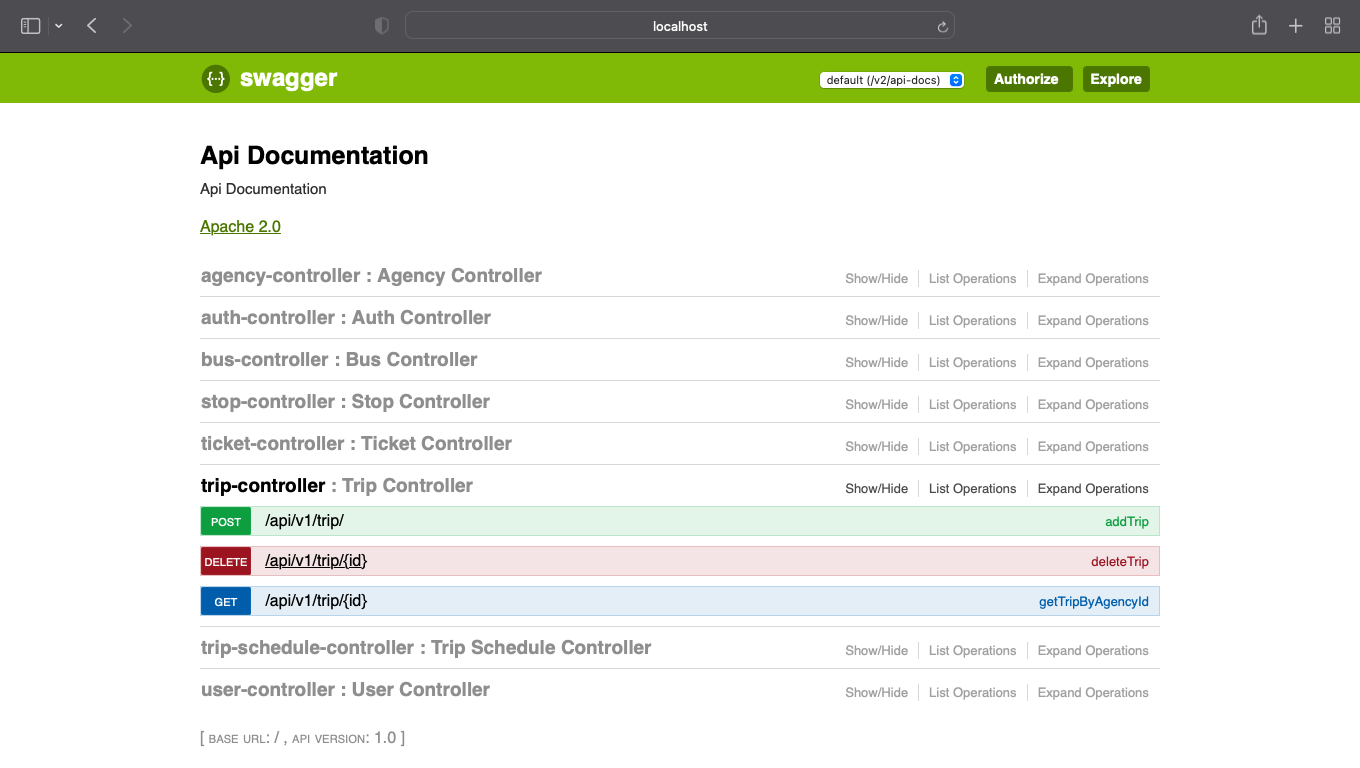 localhost
{···} swagger default (/v2/api-docs) Authorize Explore
Api Documentation
Api Documentation
Apache 2.0
agency-controller : Agency Controller Show/Hide List Operations Expand Operations
auth-controller : Auth Controller Show/Hide List Operations Expand Operations
bus-controller : Bus Controller Show/Hide List Operations Expand Operations
stop-controller : Stop Controller Show/Hide List Operations Expand Operations
ticket-controller : Ticket Controller Show/Hide List Operations Expand Operations
trip-controller : Trip Controller Show/Hide List Operations Expand Operations
POST /api/v1/trip/ addTrip
DELETE /api/v1/trip/{id} deleteTrip
GET /api/v1/trip/{id} getTripByAgencyId
trip-schedule-controller : Trip Schedule Controller Show/Hide List Operations Expand Operations
user-controller : User Controller Show/Hide List Operations Expand Operations
[ BASE URL: / , API VERSION: 1.0 ]